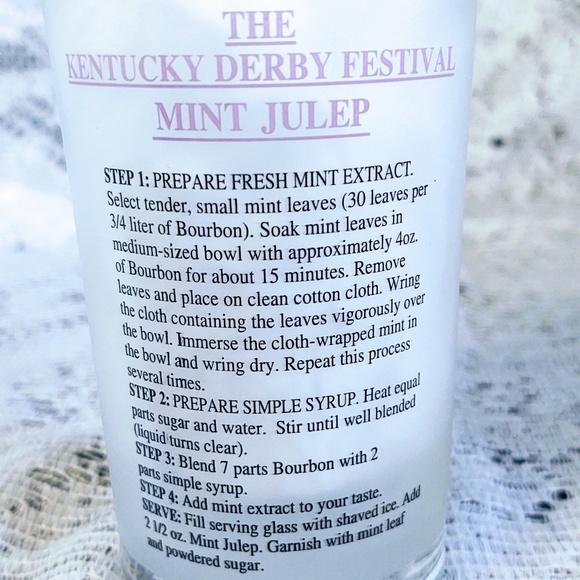 THE
KENTUCKY DERBY FESTIVAL
MINT JULEP
STEP 1: PREPARE FRESH MINT EXTRACT.
Select tender, small mint leaves (30 leaves per
3/4 liter of Bourbon). Soak mint leaves in
medium-sized bowl with approximately 4oz.
of Bourbon for about 15 minutes. Remove
leaves and place on clean cotton cloth. Wring
the cloth containing the leaves vigorously over
the bowl. Immerse the cloth-wrapped mint in
the bowl and wring dry. Repeat this process
several times.
STEP 2: PREPARE SIMPLE SYRUP. Heat equal
parts sugar and water. Stir until well blended
(liquid turns clear).
STEP 3: Blend 7 parts Bourbon with 2
parts simple syrup.
STEP 4: Add mint extract to your taste.
SERVE: Fill serving glass with shaved ice. Add
2 1/2 oz. Mint Julep. Garnish with mint leaf
and powdered sugar.